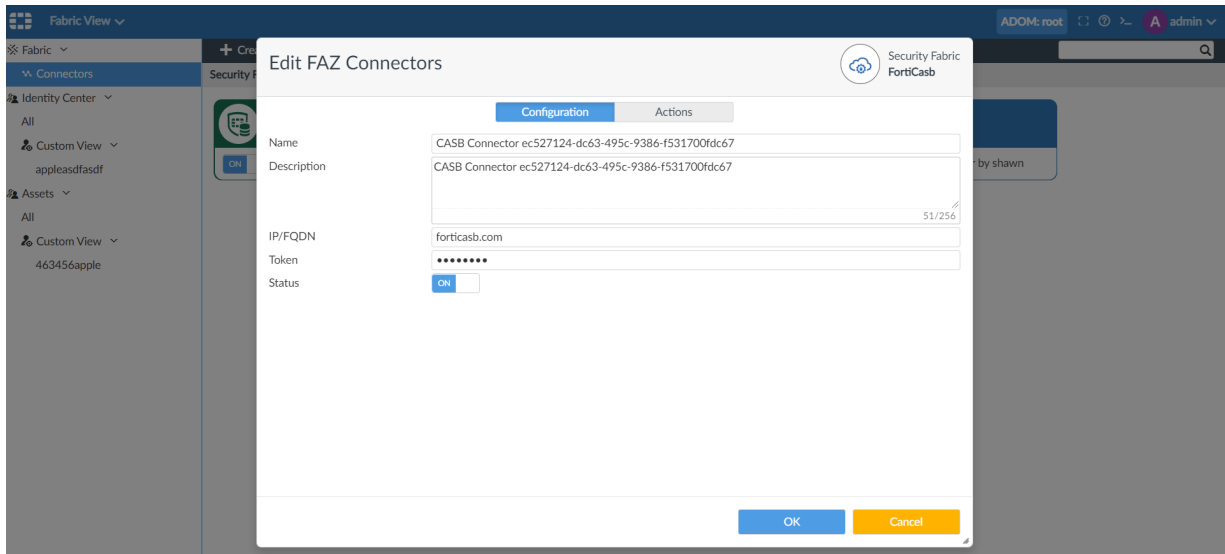 Fabric View
ADOM: root
A admin
Fabric
Connectors
Identity Center
All
Custom View
appleasdfasdf
Assets
All
Custom View
463456apple
+ Cre
Security F
ON
by shawn
Edit FAZ Connectors
Security Fabric
FortiCasb
Configuration Actions
Name CASB Connector ec527124-dc63-495c-9386-f531700fdc67
Description CASB Connector ec527124-dc63-495c-9386-f531700fdc67
51/256
IP/FQDN forticasb.com
Token ••••••••
Status ON
OK Cancel